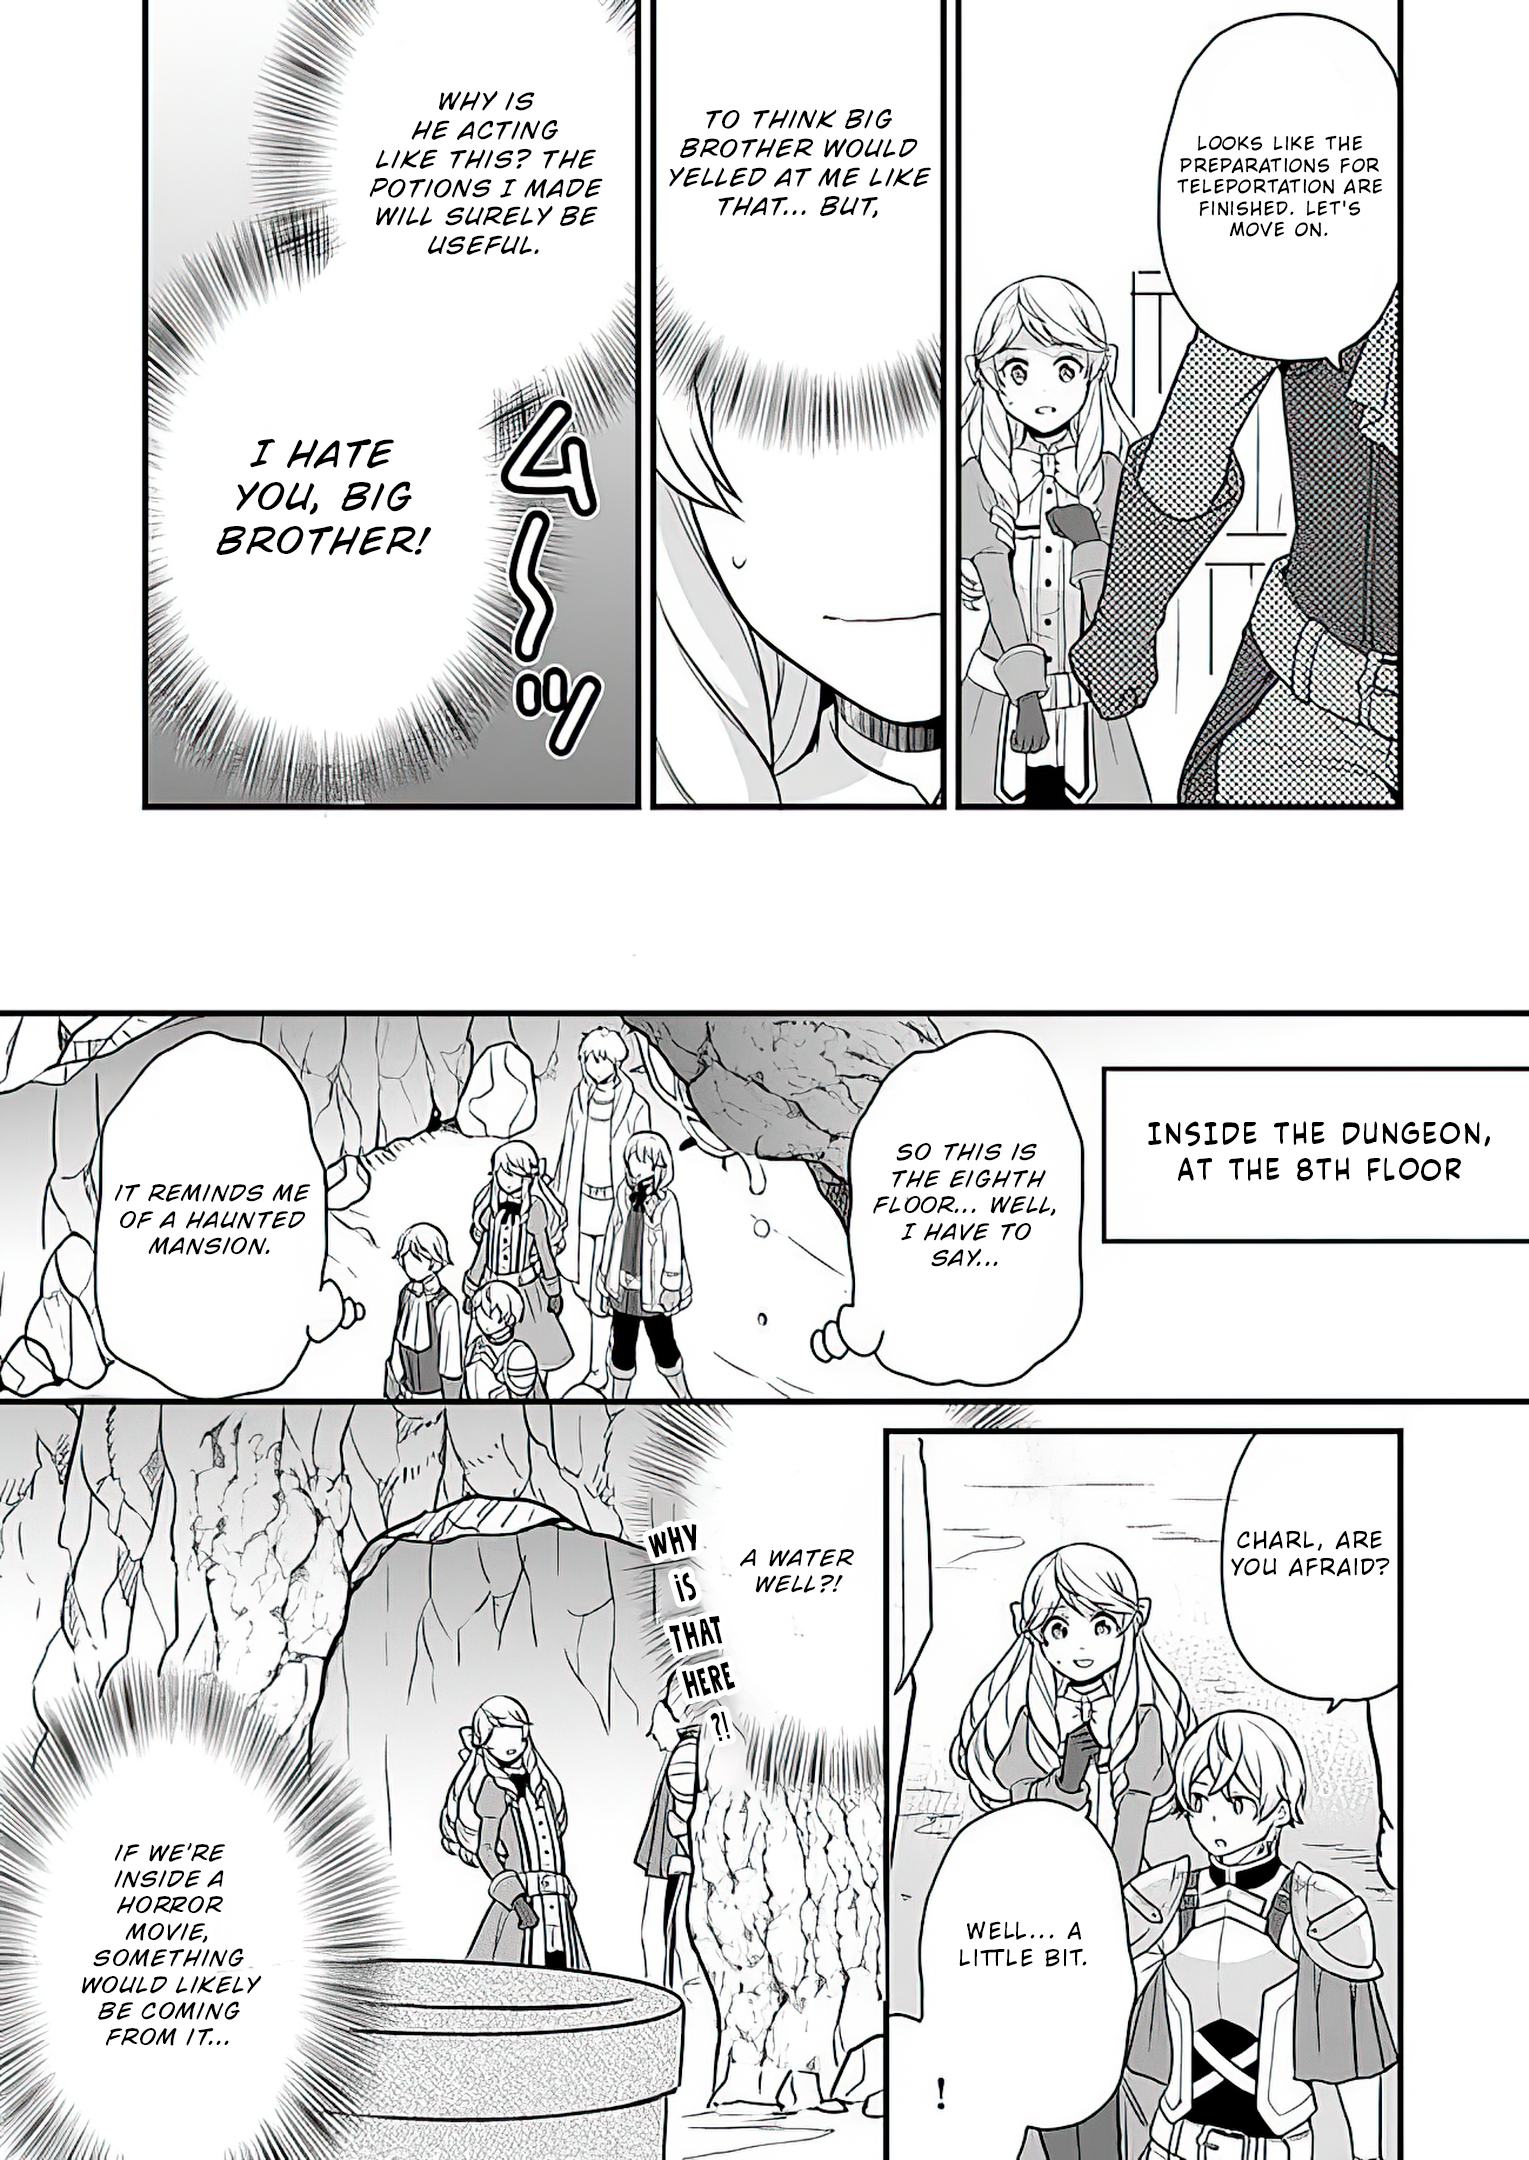 LOOKS LIKE THE
PREPARATIONS FOR
TELEPORTATION ARE
FINISHED. LET'S
MOVE ON.
TO THINK BIG
BROTHER WOULD
YELLED AT ME LIKE
THAT... BUT,
WHY IS
HE ACTING
LIKE THIS? THE
POTIONS I MADE
WILL SURELY BE
USEFUL.
I HATE
YOU, BIG
BROTHER!
ムーッ
INSIDE THE DUNGEON,
AT THE 8TH FLOOR
SO THIS IS
THE EIGHTH
FLOOR... WELL,
I HAVE TO
SAY...
IT REMINDS ME
OF A HAUNTED
MANSION.
CHARL, ARE
YOU AFRAID?
WELL... A
LITTLE BIT.
!
A WATER
WELL?!
WHY
iS
THAT
HERE
?!
IF WE'RE
INSIDE A
HORROR
MOVIE,
SOMETHING
WOULD LIKELY
BE COMING
FROM IT...